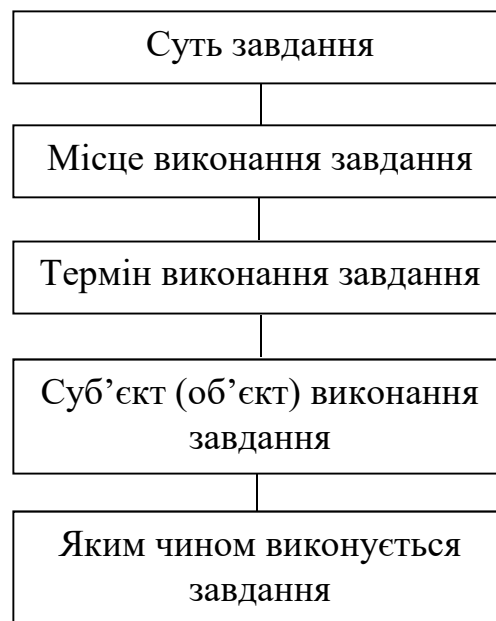 Суть завдання
Місце виконання завдання
Термін виконання завдання
Суб’єкт (об’єкт) виконання
завдання
Яким чином виконується
завдання